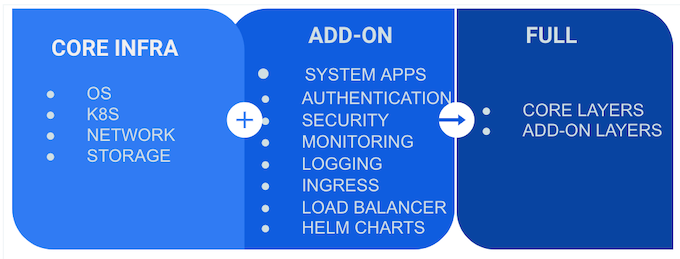 CORE INFRA
OS
K8S
NETWORK
STORAGE
+
ADD-ON
SYSTEM APPS
AUTHENTICATION
SECURITY
MONITORING
LOGGING
INGRESS
LOAD BALANCER
HELM CHARTS
FULL
CORE LAYERS
ADD-ON LAYERS